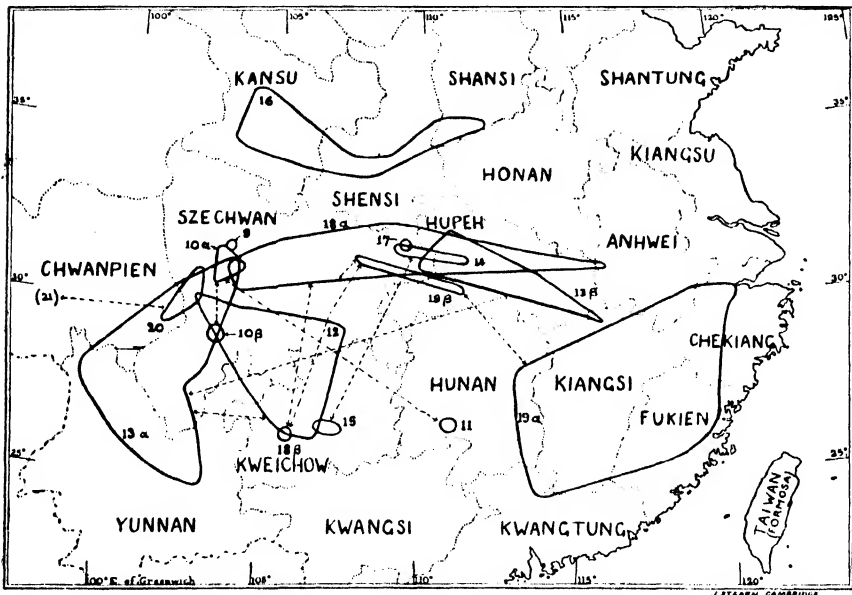 100° 105° 110° 115° 120° 125°
KANSU SHANSI SHANTUNG
35° 16 35°
KIANGSU
HONAN
SHENSI
SZECHWAN 18α HUPEH
9
10α 17 ANHWEI
14
CHWANPIEN 30° 30°
(21) 19β 13β
20 10β 12 CHEKIANG
HUNAN KIANGSI
13α 15 11 19α FUKIEN
18β
KWEICHOW
25° 25°
TAIWAN
(FORMOSA)
YUNNAN KWANGSI KWANGTUNG
100° E. of Greenwich 105° 110° 115° 120°
J STEARN CAMBRIDGE